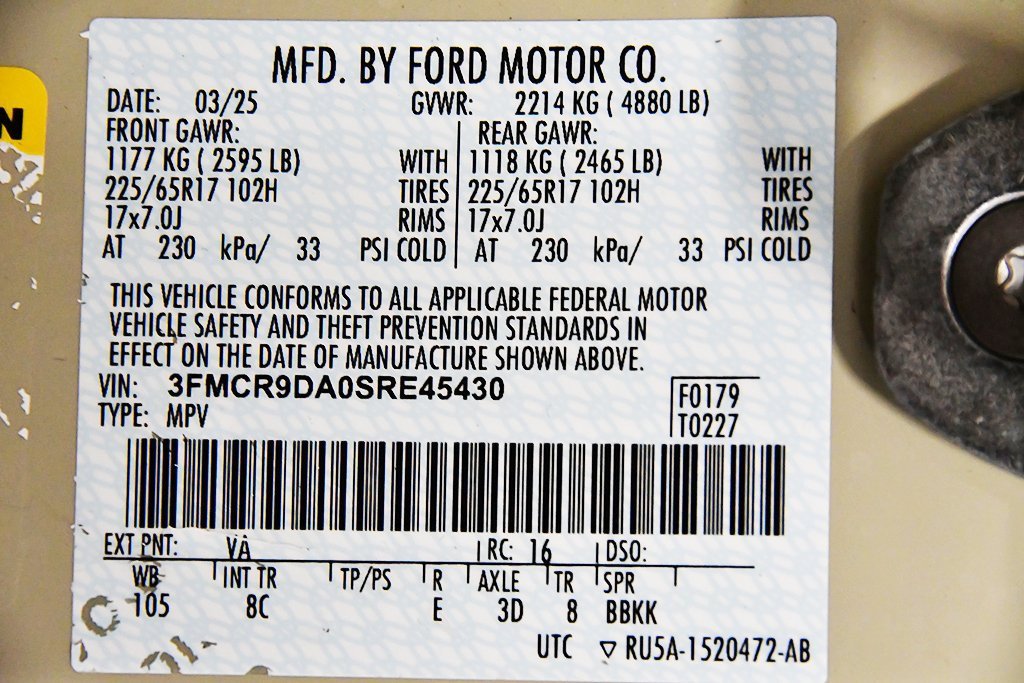 N
MFD. BY FORD MOTOR CO.
DATE: 03/25 GVWR: 2214 KG ( 4880 LB)
FRONT GAWR: REAR GAWR:
1177 KG ( 2595 LB) WITH 1118 KG ( 2465 LB) WITH
225/65R17 102H TIRES 225/65R17 102H TIRES
17x7.0J RIMS 17x7.0J RIMS
AT 230 kPa/ 33 PSI COLD AT 230 kPa/ 33 PSI COLD
THIS VEHICLE CONFORMS TO ALL APPLICABLE FEDERAL MOTOR
VEHICLE SAFETY AND THEFT PREVENTION STANDARDS IN
EFFECT ON THE DATE OF MANUFACTURE SHOWN ABOVE.
VIN: 3FMCR9DA0SRE45430 F0179
TYPE: MPV T0227
EXT PNT: VA RC: 16 DSO:
WB INT TR TP/PS R AXLE TR SPR
105 8C E 3D 8 BBKK
UTC ▽ RU5A-1520472-AB